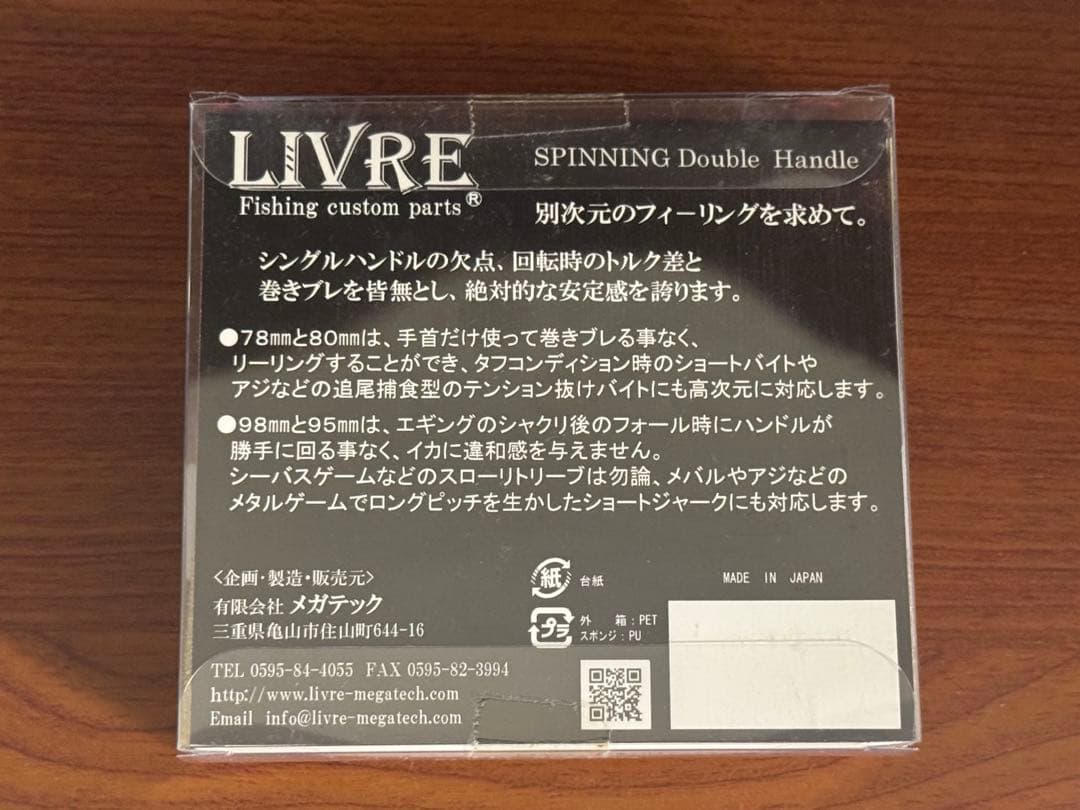 LIVRE
Fishing custom parts®
SPINNING Double Handle
別次元のフィーリングを求めて。
シングルハンドルの欠点、回転時のトルク差と
巻きブレを皆無とし、絶対的な安定感を誇ります。
●78㎜と80㎜は、手首だけ使って巻きブレる事なく、
リーリングすることができ、タフコンディション時のショートバイトや
アジなどの追尾捕食型のテンション抜けバイトにも高次元に対応します。
●98㎜と95㎜は、エギングのシャクリ後のフォール時にハンドルが
勝手に回る事なく、イカに違和感を与えません。
シーバスゲームなどのスローリトリーブは勿論、メバルやアジなどの
メタルゲームでロングピッチを生かしたショートジャークにも対応します。
<企画・製造・販売元>
有限会社 メガテック
三重県亀山市住山町644-16
TEL 0595-84-4055 FAX 0595-82-3994
http://www.livre-megatech.com
Email info@livre-megatech.com
紙 台紙
プラ 外 箱:PET
スポンジ:PU
MADE IN JAPAN